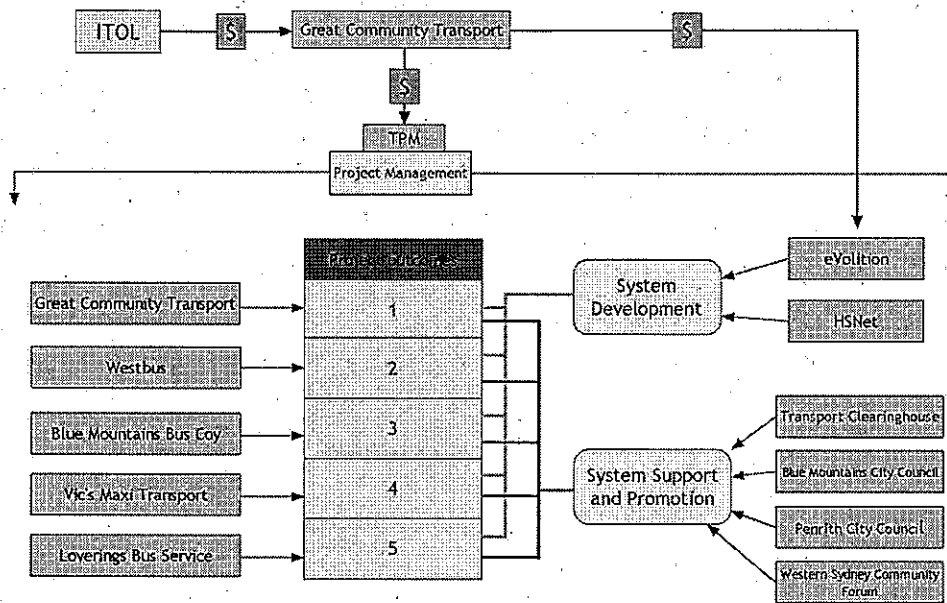 ITOL
$
Great Community Transport
$
$
TPM
Project Management
Project Outcomes
Great Community Transport
1
Westbus
2
Blue Mountains Bus Coy
3
Vic's Maxi Transport
4
Loverings Bus Service
5
System
Development
eVolition
HSNet
System Support
and Promotion
Transport Clearinghouse
Blue Mountains City Council
Penrith City Council
Western Sydney Community
Forum